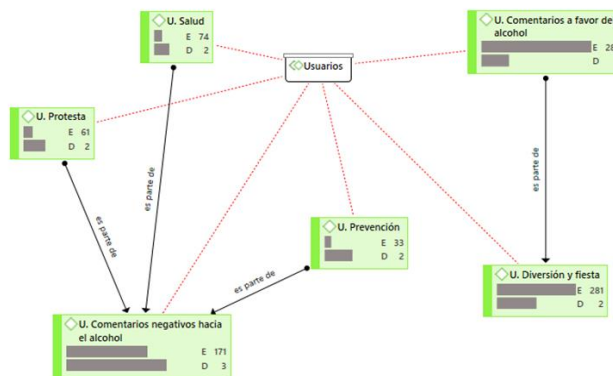 U. Salud
E 74
D 2
U. Comentarios a favor de
alcohol
E 28
D
Usuarios
U. Protesta
E 61
D 2
es parte de
es parte de
U. Prevención
E 33
D 2
es parte de
es parte de
U. Diversión y fiesta
E 281
D 2
U. Comentarios negativos hacia
el alcohol
E 171
D 3